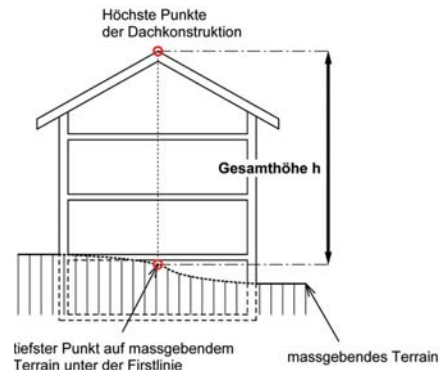 Höchste Punkte
der Dachkonstruktion
Gesamthöhe h
tiefster Punkt auf massgebendem
Terrain unter der Firstlinie
massgebendes Terrain